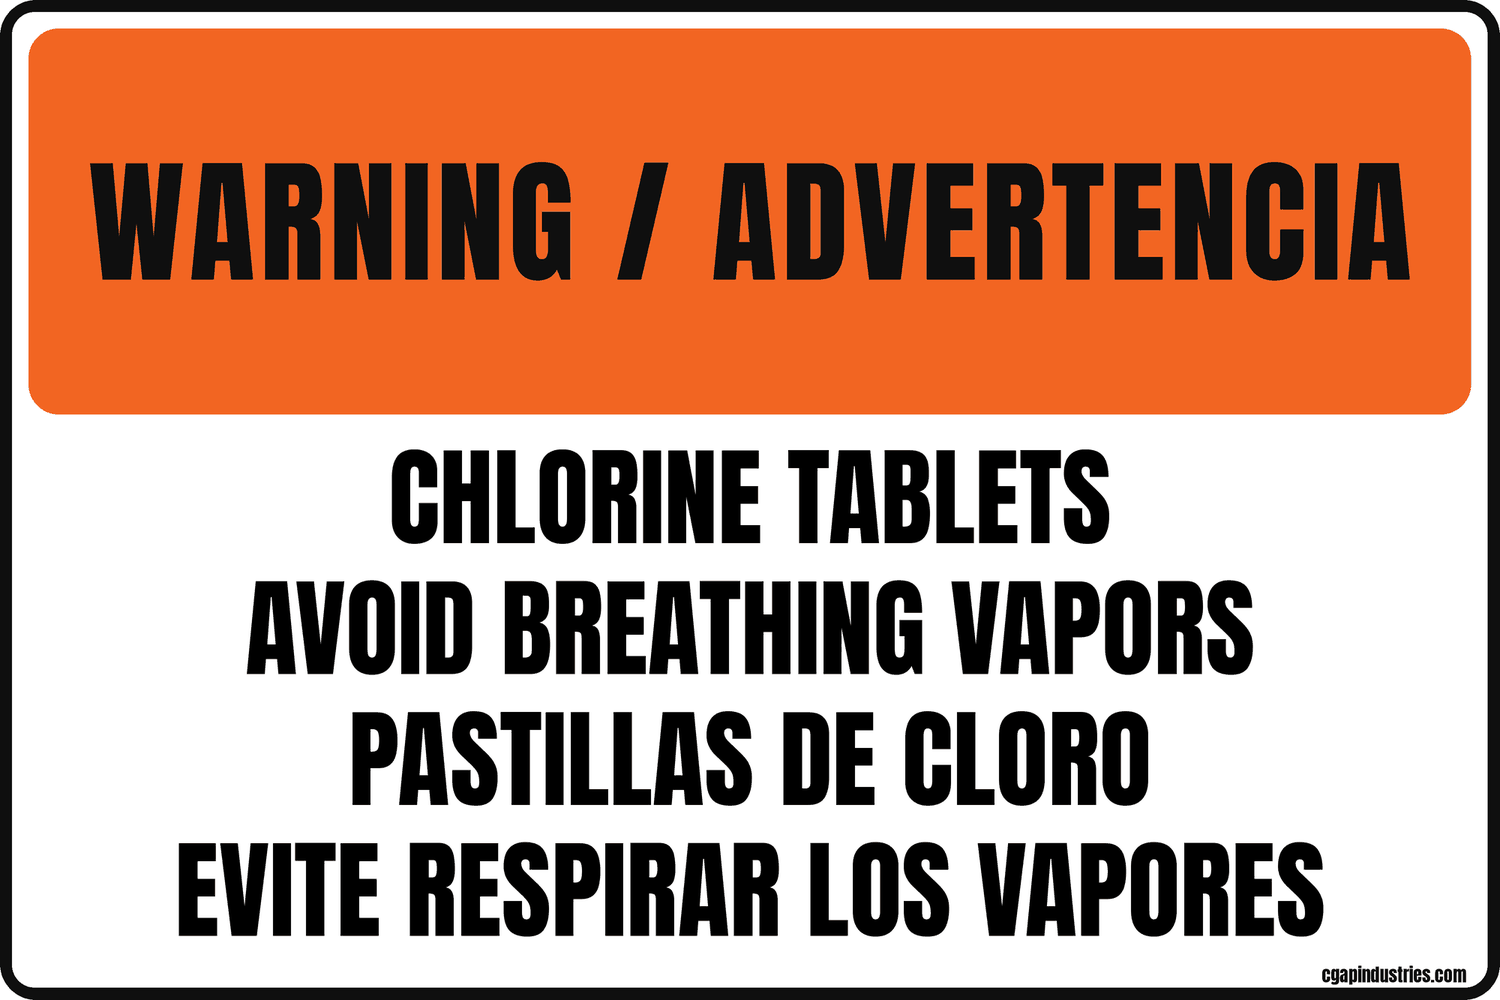 WARNING / ADVERTENCIA
CHLORINE TABLETS
AVOID BREATHING VAPORS
PASTILLAS DE CLORO
EVITE RESPIRAR LOS VAPORES
cgapindustries.com